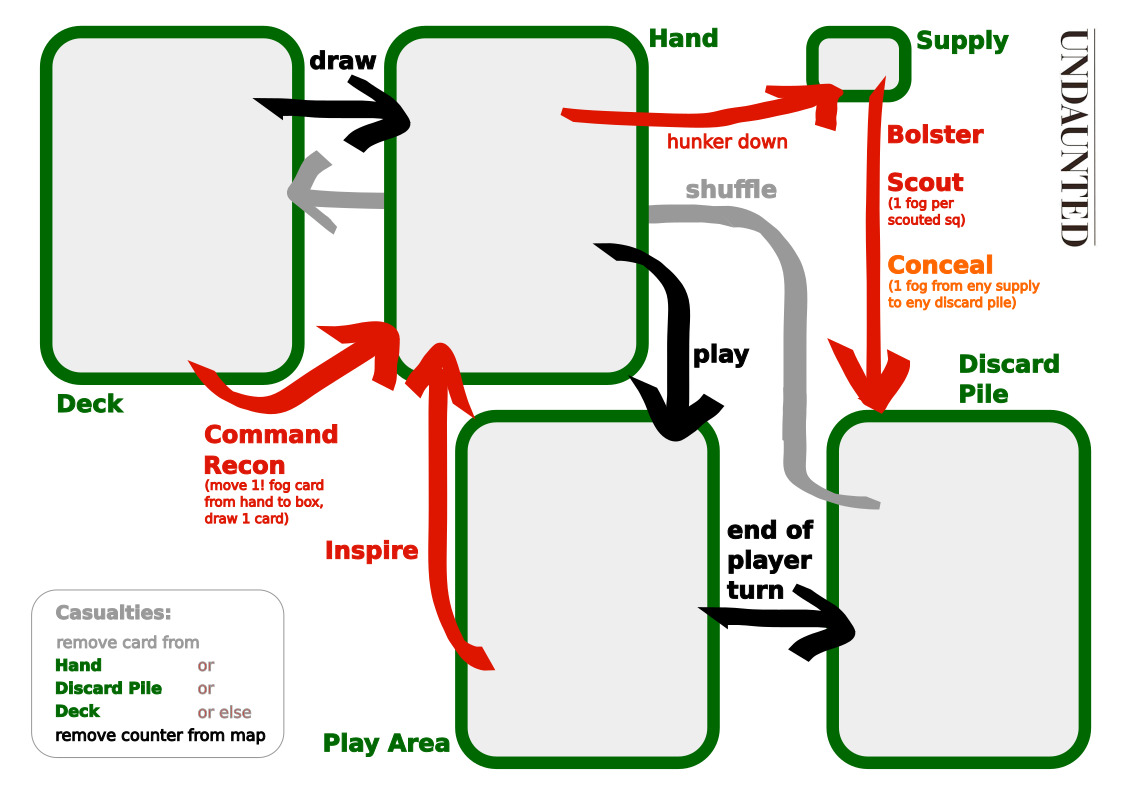 draw
Hand
Supply
UNDAUNTED
hunker down
Bolster
shuffle
Scout
(1 fog per
scouted sq)
Conceal
(1 fog from eny supply
to eny discard pile)
play
Discard
Pile
Deck
Command
Recon
(move 1! fog card
from hand to box,
draw 1 card)
Inspire
end of
player
turn
Casualties:
remove card from
Hand or
Discard Pile or
Deck or else
remove counter from map
Play Area